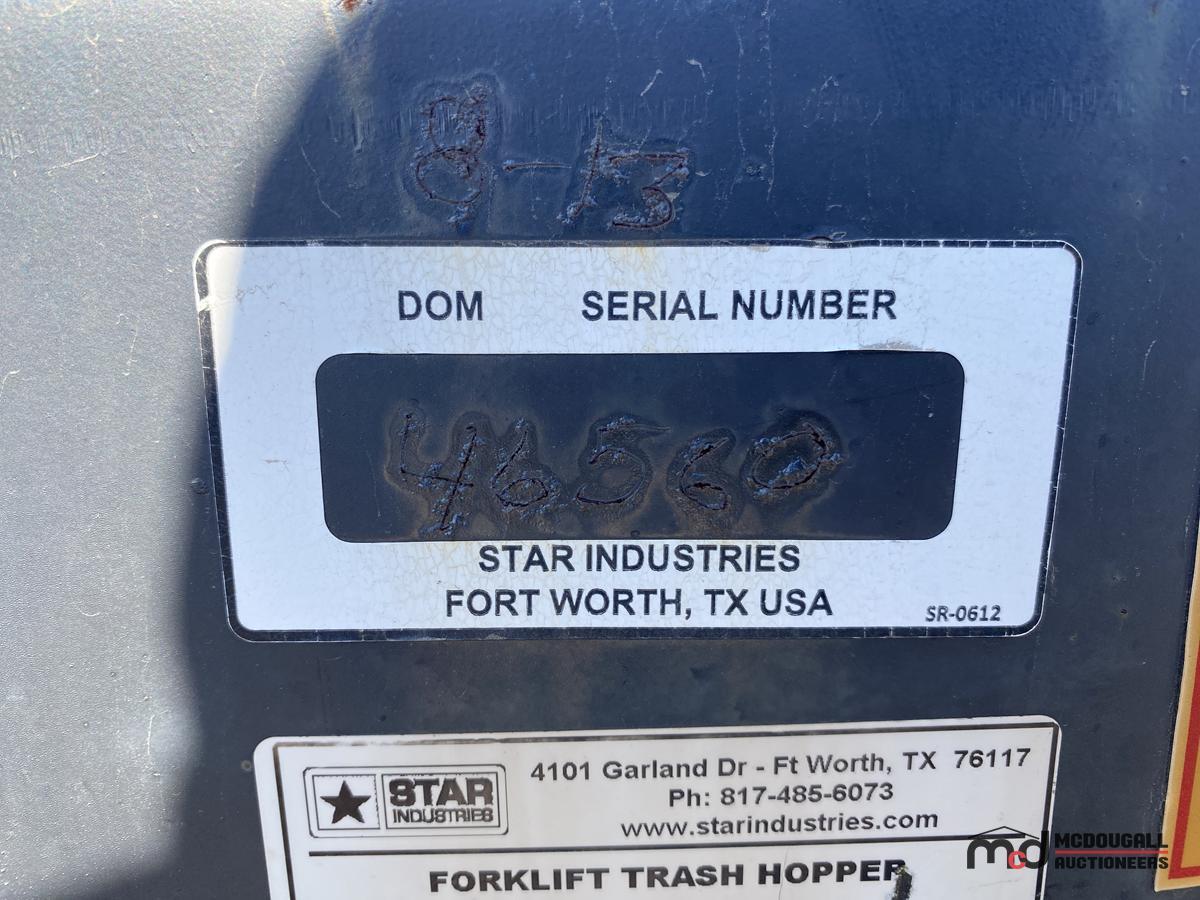 8-13
DOM SERIAL NUMBER
46560
STAR INDUSTRIES
FORT WORTH, TX USA
SR-0612
STAR
INDUSTRIES
4101 Garland Dr - Ft Worth, TX 76117
Ph: 817-485-6073
www.starindustries.com
FORKLIFT TRASH HOPPER
mcd MCDOUGALL
AUCTIONEERS